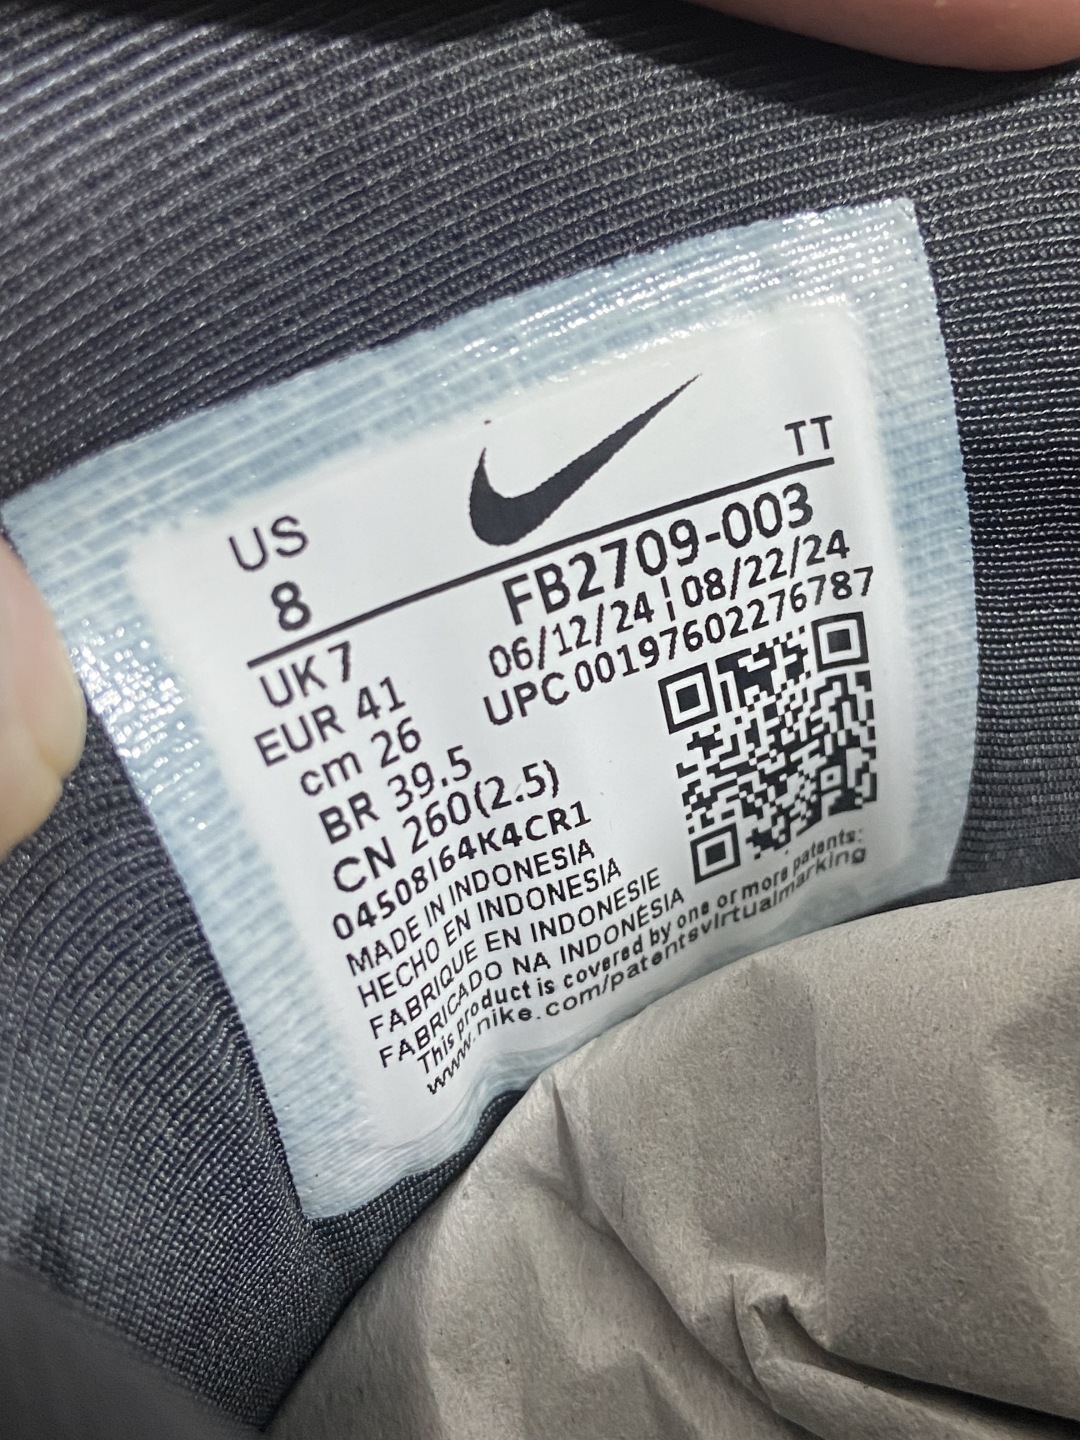 TT
US
8
FB2709-003
06/12/24 ¦ 08/22/24
UPC 00197602276787
UK 7
EUR 41
cm 26
BR 39.5
CN 260(2.5)
04508I64K4CR1
MADE IN INDONESIA
HECHO EN INDONESIA
FABRIQUE EN INDONESIE
FABRICADO NA INDONÉSIA
This product is covered by one or more patents:
www.nike.com/patentsvirtualmarking